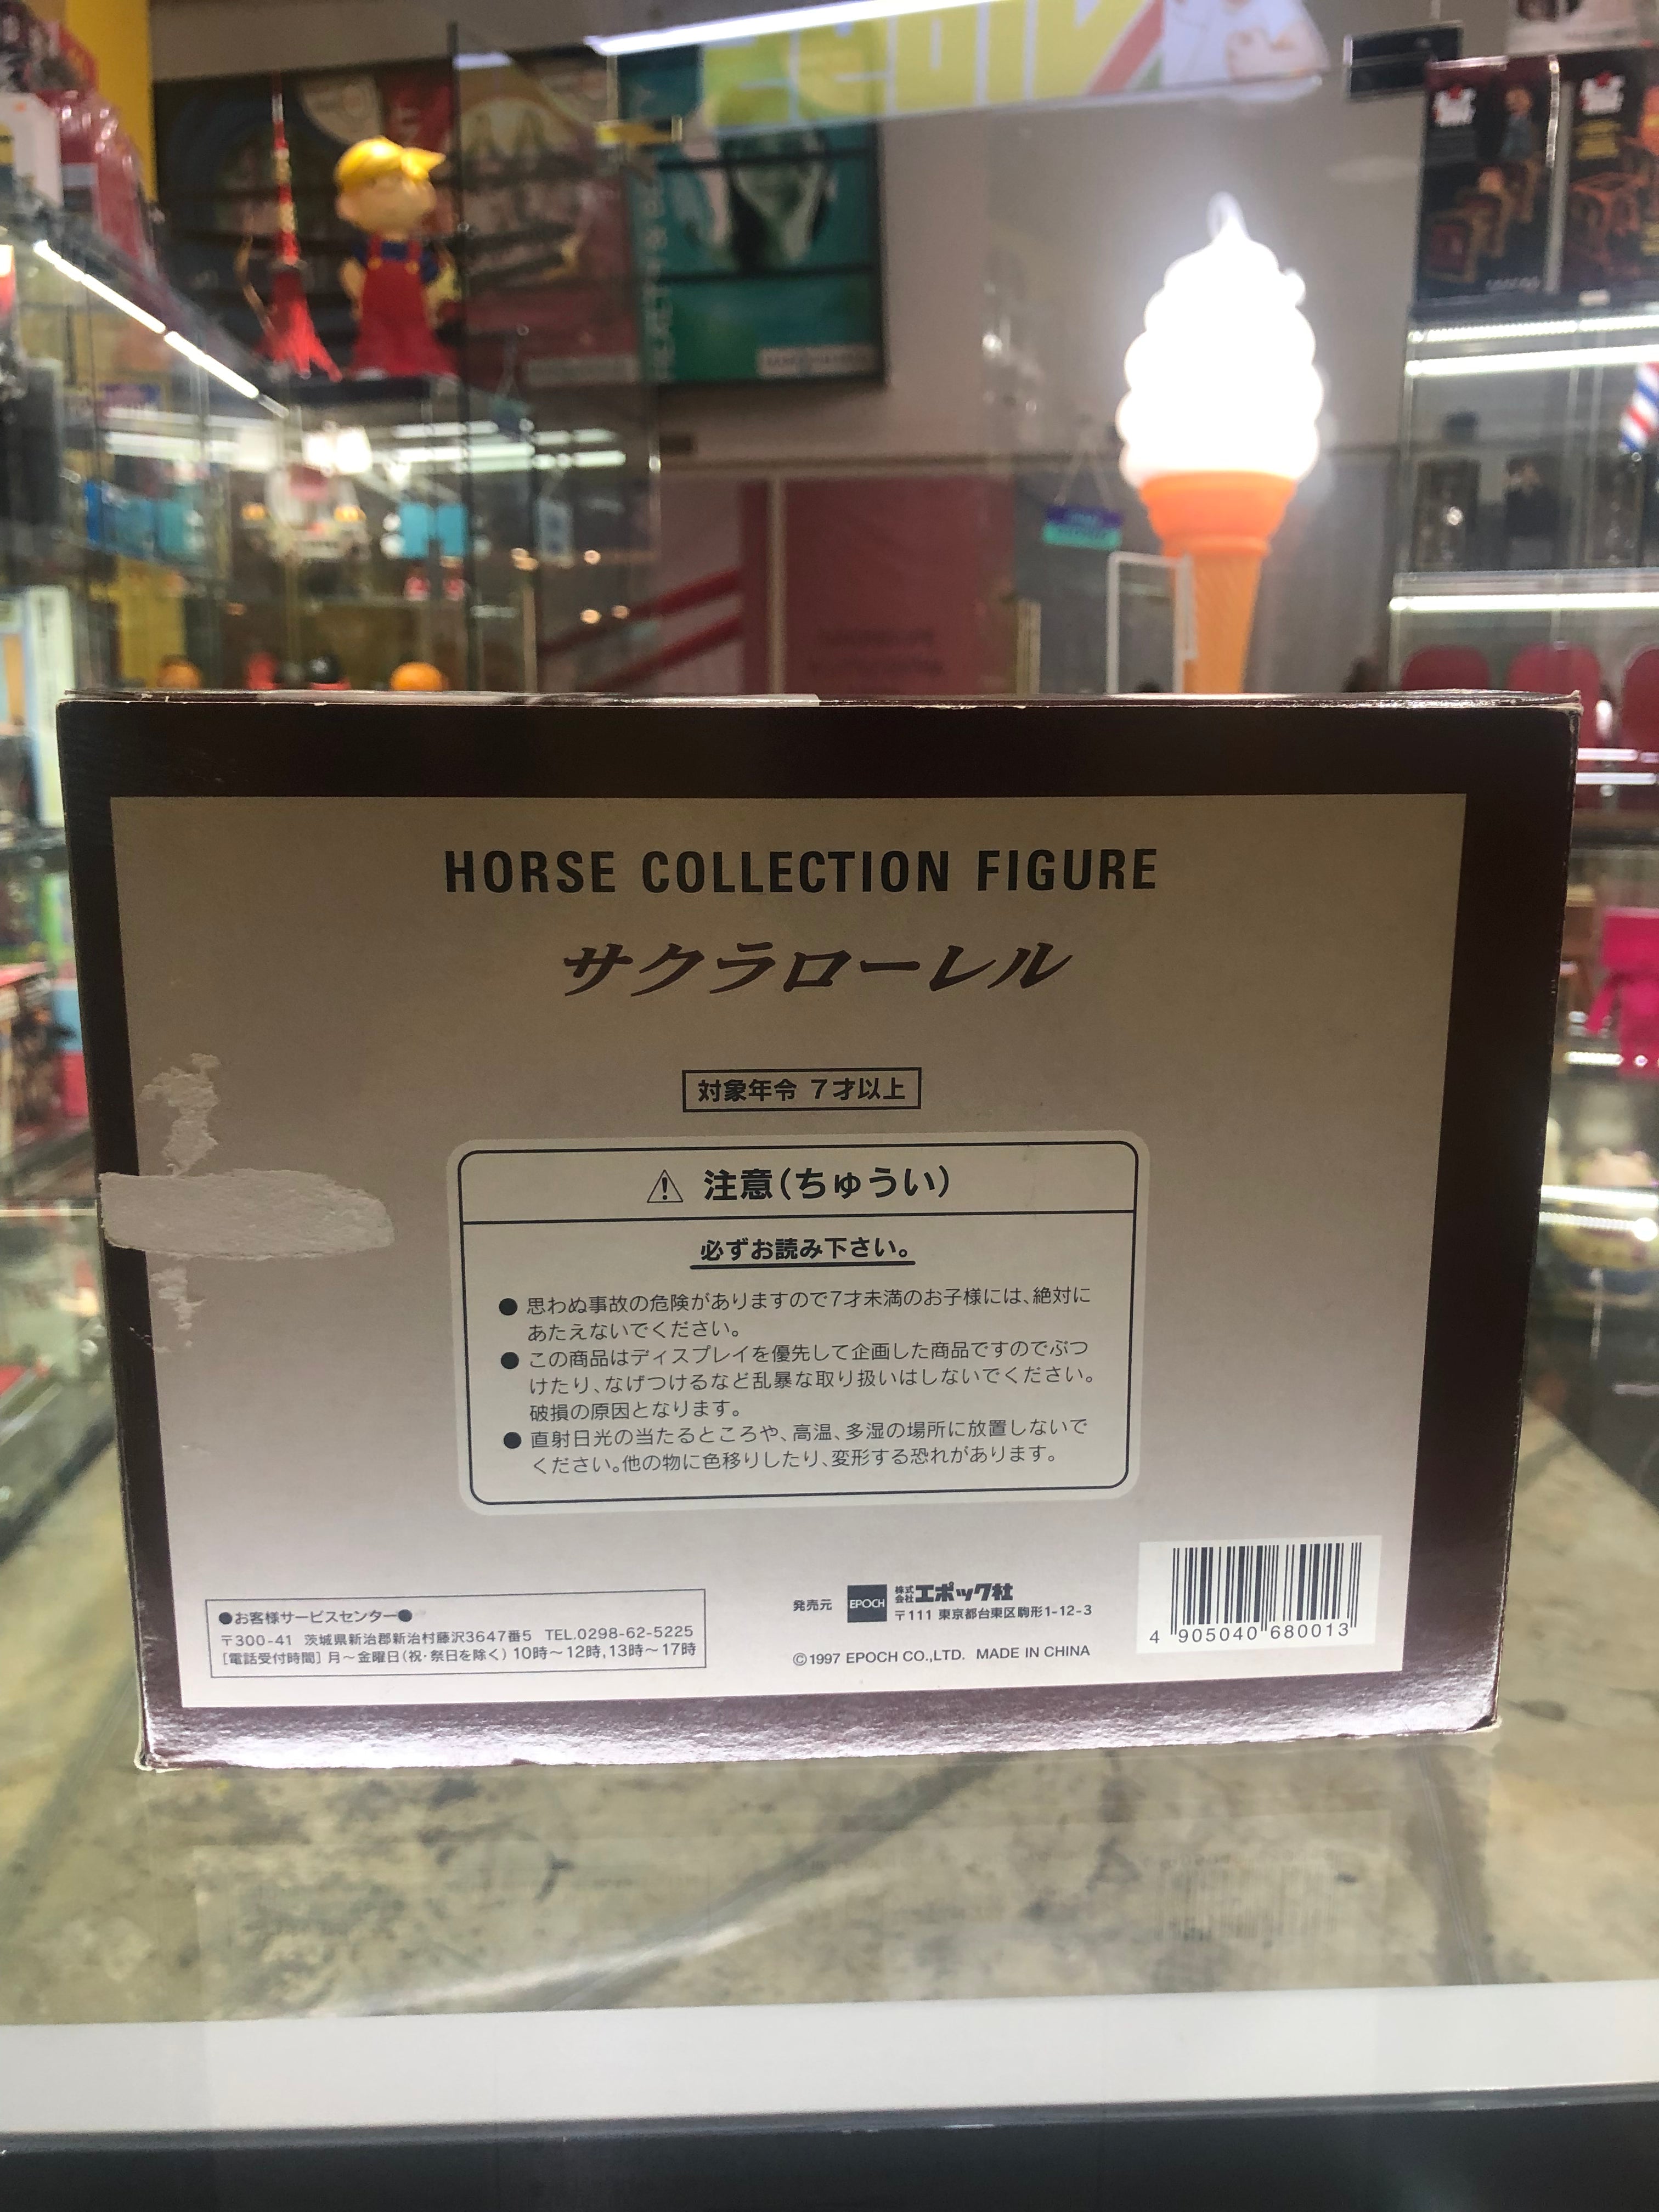 HORSE COLLECTION FIGURE
サクラローレル
対象年令 7才以上
注意(ちゅうい)
必ずお読み下さい。
●思わぬ事故の危険がありますので7才未満のお子様には、絶対に
あたえないでください。
●この商品はディスプレイを優先して企画した商品ですのでぶつ
けたり、なげつけるなど乱暴な取り扱いはしないでください。
破損の原因となります。
●直射日光の当たるところや、高温、多湿の場所に放置しないで
ください。他の物に色移りしたり、変形する恐れがあります。
●お客様サービスセンター●
〒300-41 茨城県新治郡新治村藤沢3647番5 TEL.0298-62-5225
[電話受付時間] 月〜金曜日(祝・祭日を除く) 10時〜12時,13時〜17時
発売元 EPOCH 株式会社エポック社
〒111 東京都台東区駒形1-12-3
©1997 EPOCH CO.,LTD. MADE IN CHINA
4 905040 680013